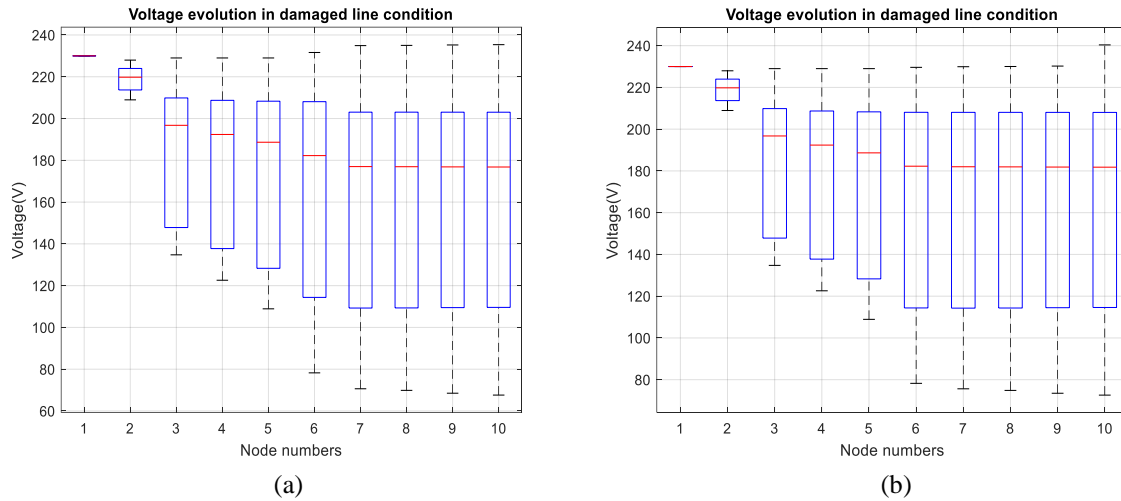 Voltage evolution in damaged line condition
240
220
200
180
160
140
120
100
80
60
Voltage(V)
1 2 3 4 5 6 7 8 9 10
Node numbers
(a)
Voltage evolution in damaged line condition
240
220
200
180
160
140
120
100
80
Voltage(V)
1 2 3 4 5 6 7 8 9 10
Node numbers
(b)